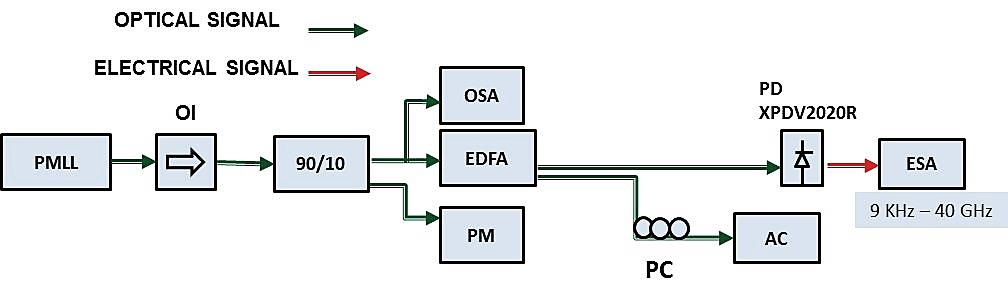 OPTICAL SIGNAL
ELECTRICAL SIGNAL
OI
PMLL
90/10
OSA
EDFA
PM
PC
AC
PD
XPDV2020R
ESA
9 KHz – 40 GHz